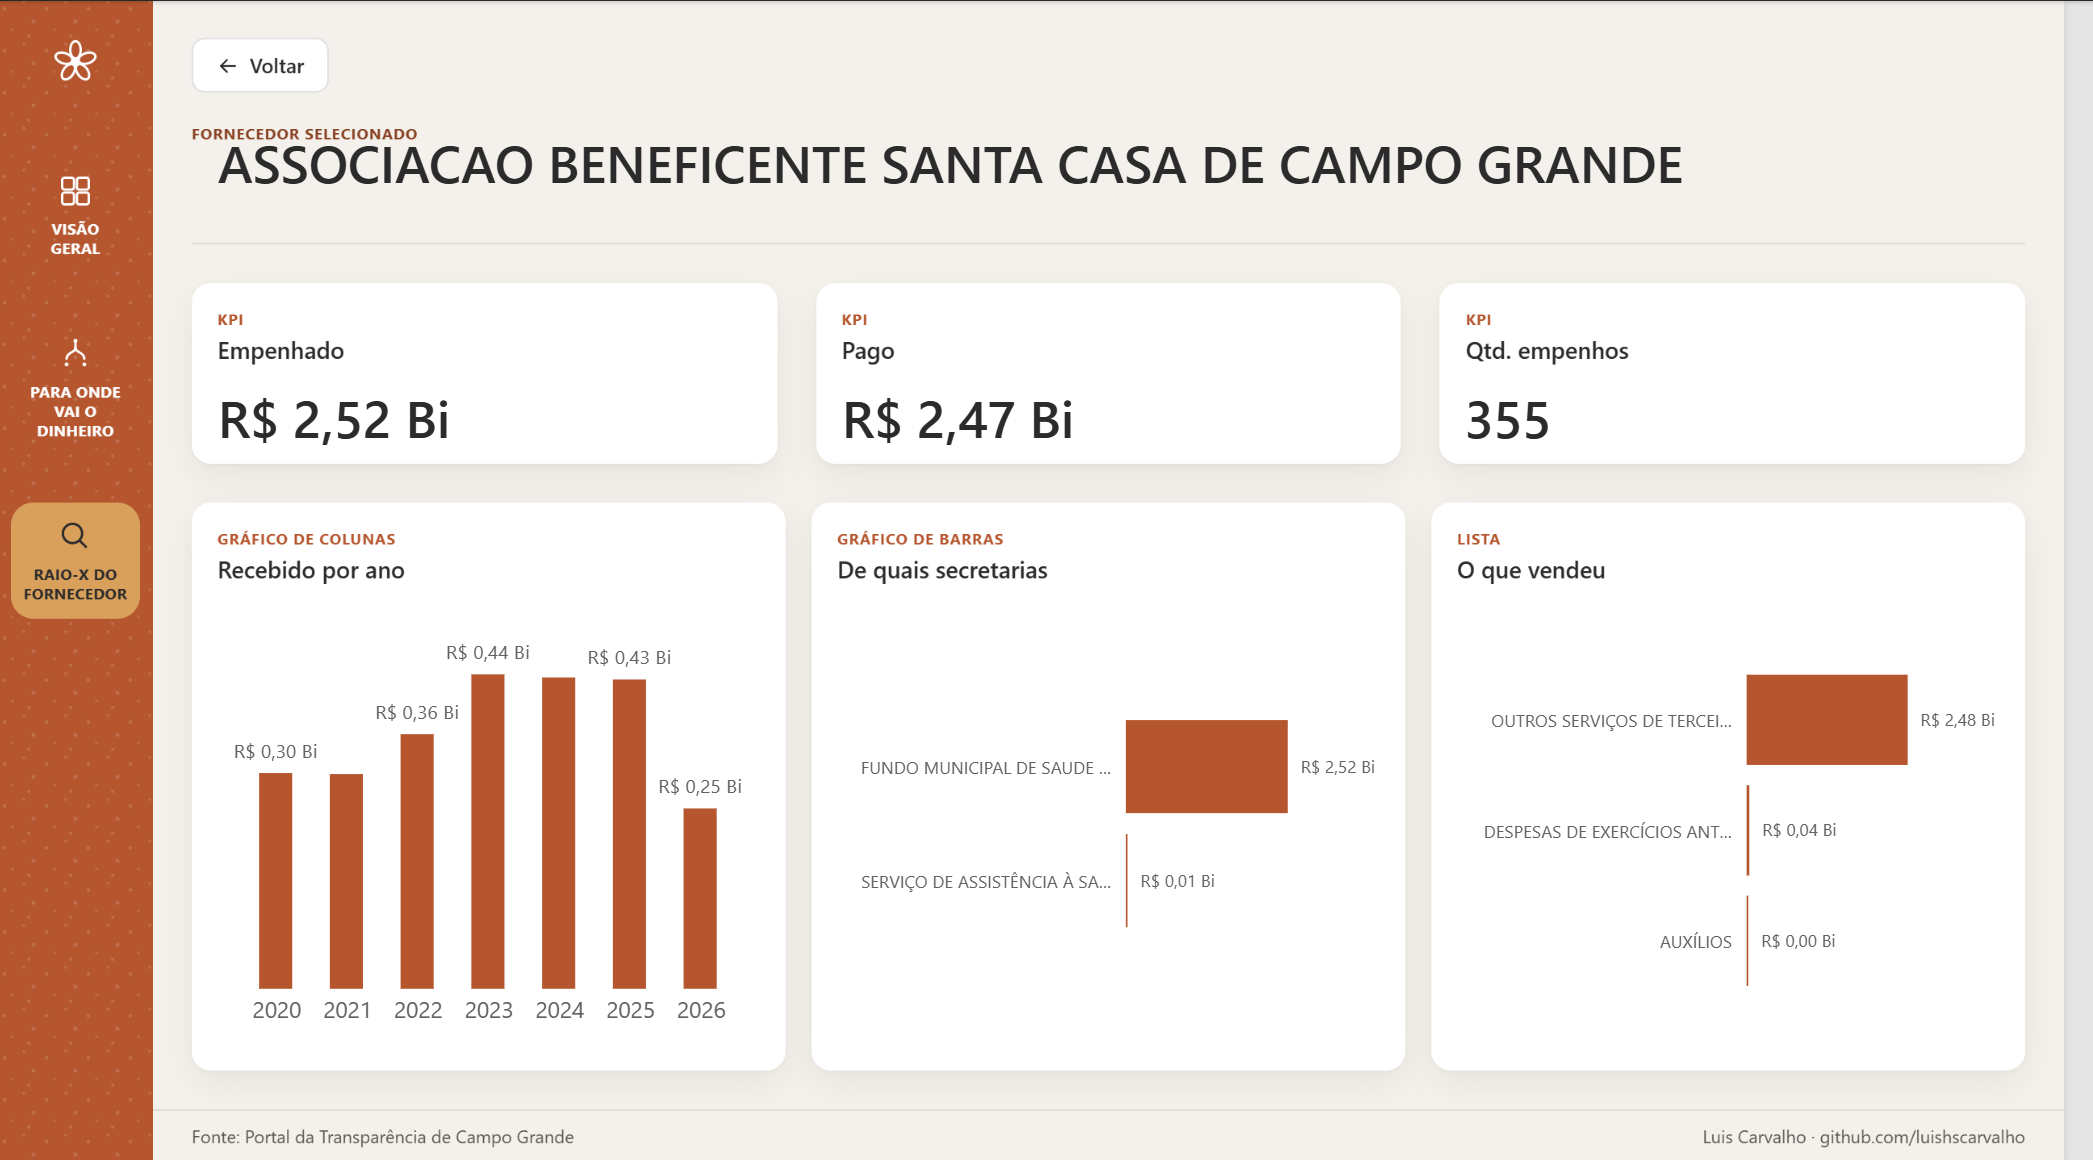 VISÃO
GERAL
PARA ONDE
VAI O
DINHEIRO
RAIO-X DO
FORNECEDOR
← Voltar
FORNECEDOR SELECIONADO
ASSOCIACAO BENEFICENTE SANTA CASA DE CAMPO GRANDE
KPI
Empenhado
R$ 2,52 Bi
KPI
Pago
R$ 2,47 Bi
KPI
Qtd. empenhos
355
GRÁFICO DE COLUNAS
Recebido por ano
R$ 0,30 Bi
R$ 0,36 Bi
R$ 0,44 Bi
R$ 0,43 Bi
R$ 0,25 Bi
2020 2021 2022 2023 2024 2025 2026
GRÁFICO DE BARRAS
De quais secretarias
FUNDO MUNICIPAL DE SAUDE ... R$ 2,52 Bi
SERVIÇO DE ASSISTÊNCIA À SA... R$ 0,01 Bi
LISTA
O que vendeu
OUTROS SERVIÇOS DE TERCEI... R$ 2,48 Bi
DESPESAS DE EXERCÍCIOS ANT... R$ 0,04 Bi
AUXÍLIOS R$ 0,00 Bi
Fonte: Portal da Transparência de Campo Grande
Luis Carvalho · github.com/luishscarvalho